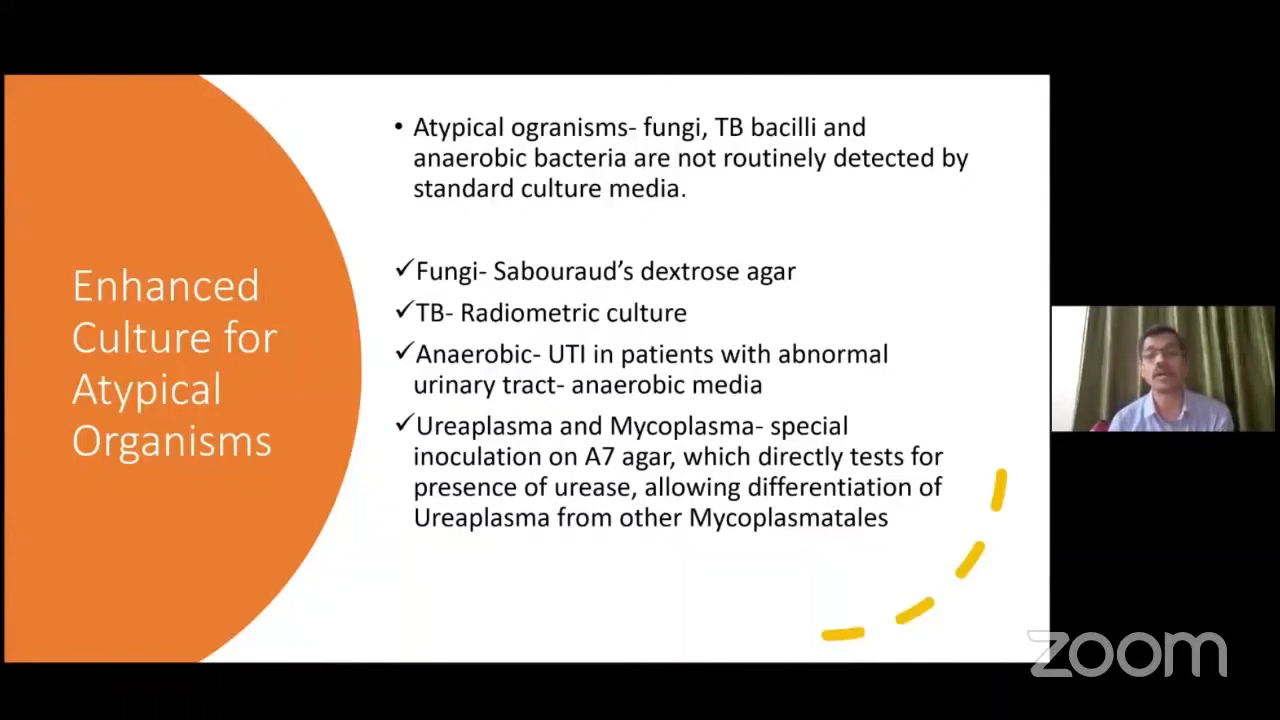 Enhanced
Culture for
Atypical
Organisms
• Atypical ogranisms- fungi, TB bacilli and
anaerobic bacteria are not routinely detected by
standard culture media.
✓Fungi- Sabouraud’s dextrose agar
✓TB- Radiometric culture
✓Anaerobic- UTI in patients with abnormal
urinary tract- anaerobic media
✓Ureaplasma and Mycoplasma- special
inoculation on A7 agar, which directly tests for
presence of urease, allowing differentiation of
Ureaplasma from other Mycoplasmatales
zoom